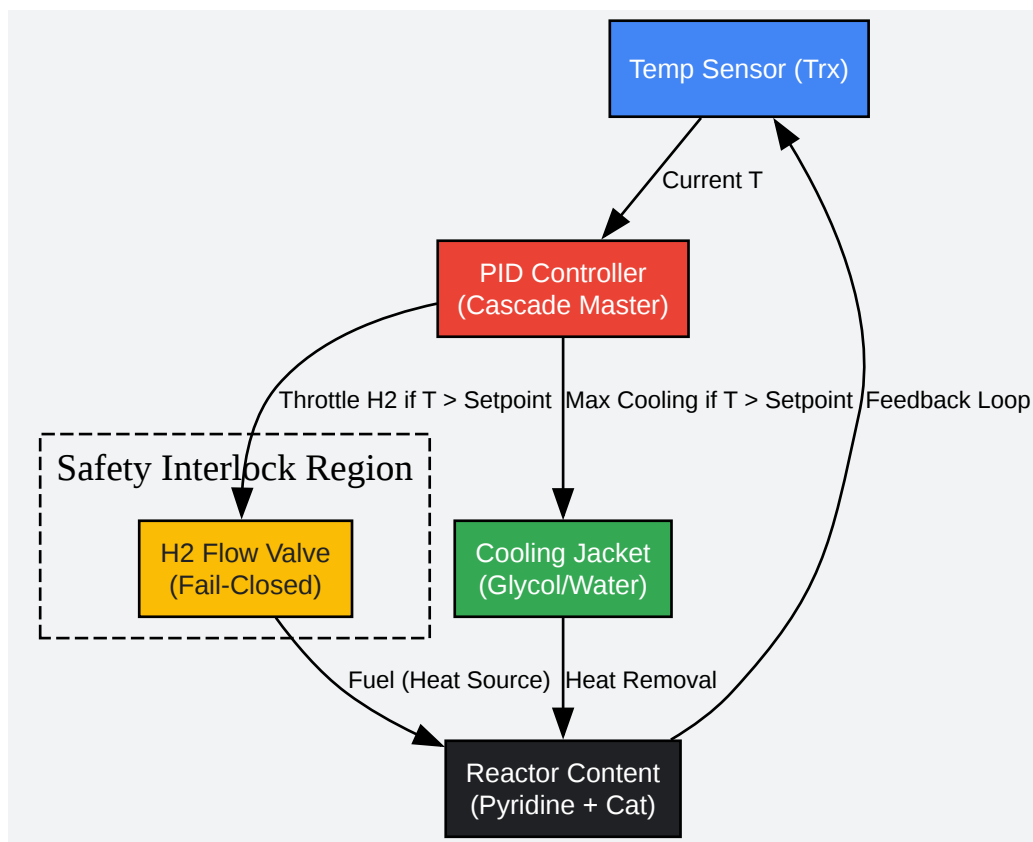 Temp Sensor (Trx)
Current T
PID Controller
(Cascade Master)
Throttle H2 if T > Setpoint
Max Cooling if T > Setpoint
Feedback Loop
Safety Interlock Region
H2 Flow Valve
(Fail-Closed)
Cooling Jacket
(Glycol/Water)
Fuel (Heat Source)
Heat Removal
Reactor Content
(Pyridine + Cat)